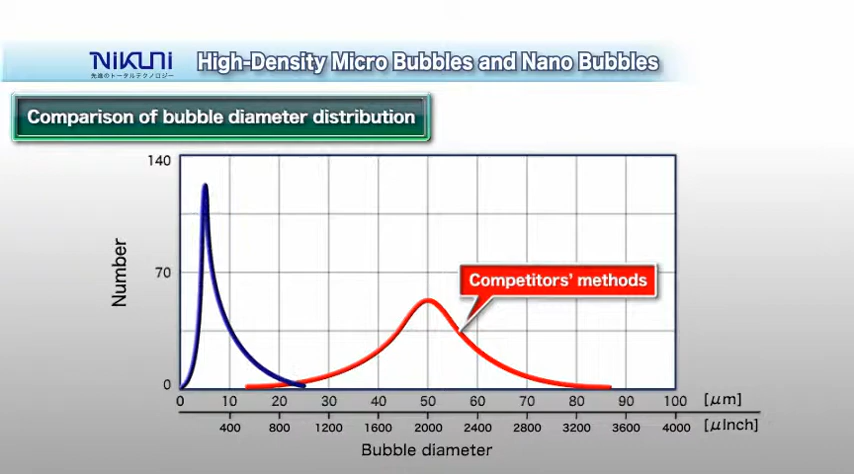 NiKUNi
先進のトータルテクノロジー
High-Density Micro Bubbles and Nano Bubbles
Comparison of bubble diameter distribution
140
70
0
Number
Competitors' methods
0 10 20 30 40 50 60 70 80 90 100 [μm]
400 800 1200 1600 2000 2400 2800 3200 3600 4000 [μInch]
Bubble diameter